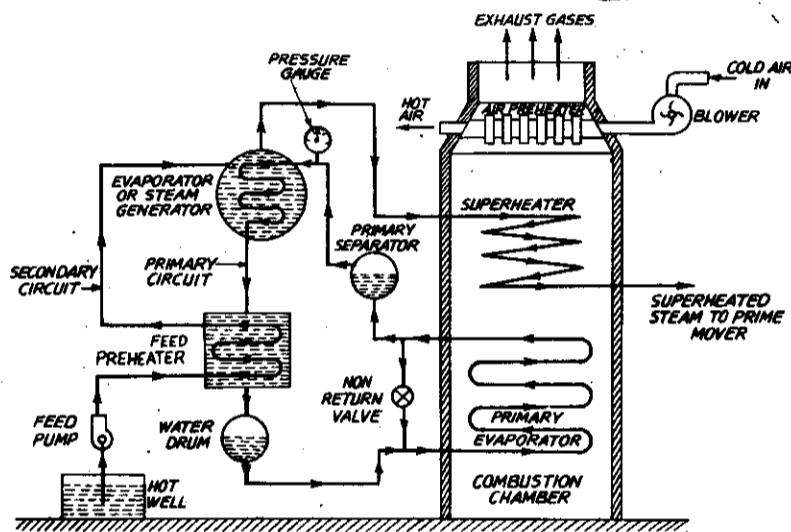 EXHAUST GASES
PRESSURE
GAUGE
COLD AIR
IN
HOT
AIR
AIR PREHEATER
BLOWER
EVAPORATOR
OR STEAM
GENERATOR
SUPERHEATER
PRIMARY
SEPARATOR
SECONDARY
CIRCUIT
PRIMARY
CIRCUIT
SUPERHEATED
STEAM TO PRIME
MOVER
FEED
PREHEATER
NON
RETURN
VALVE
FEED
PUMP
WATER
DRUM
PRIMARY
EVAPORATOR
HOT
WELL
COMBUSTION
CHAMBER